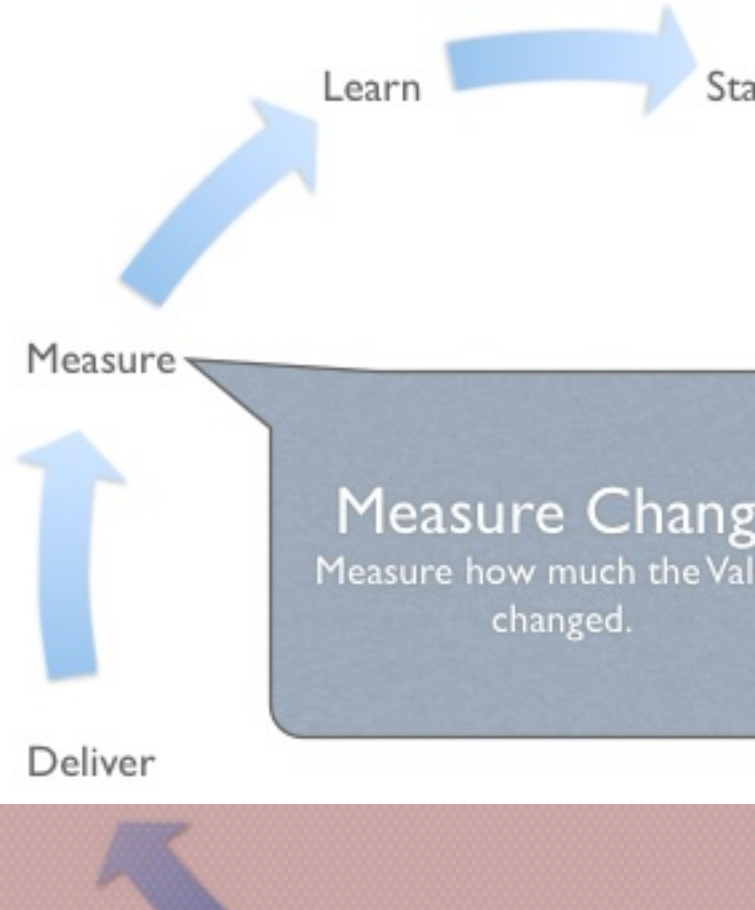 Learn
Sta
Measure
Measure Chang
Measure how much the Val
changed.
Deliver